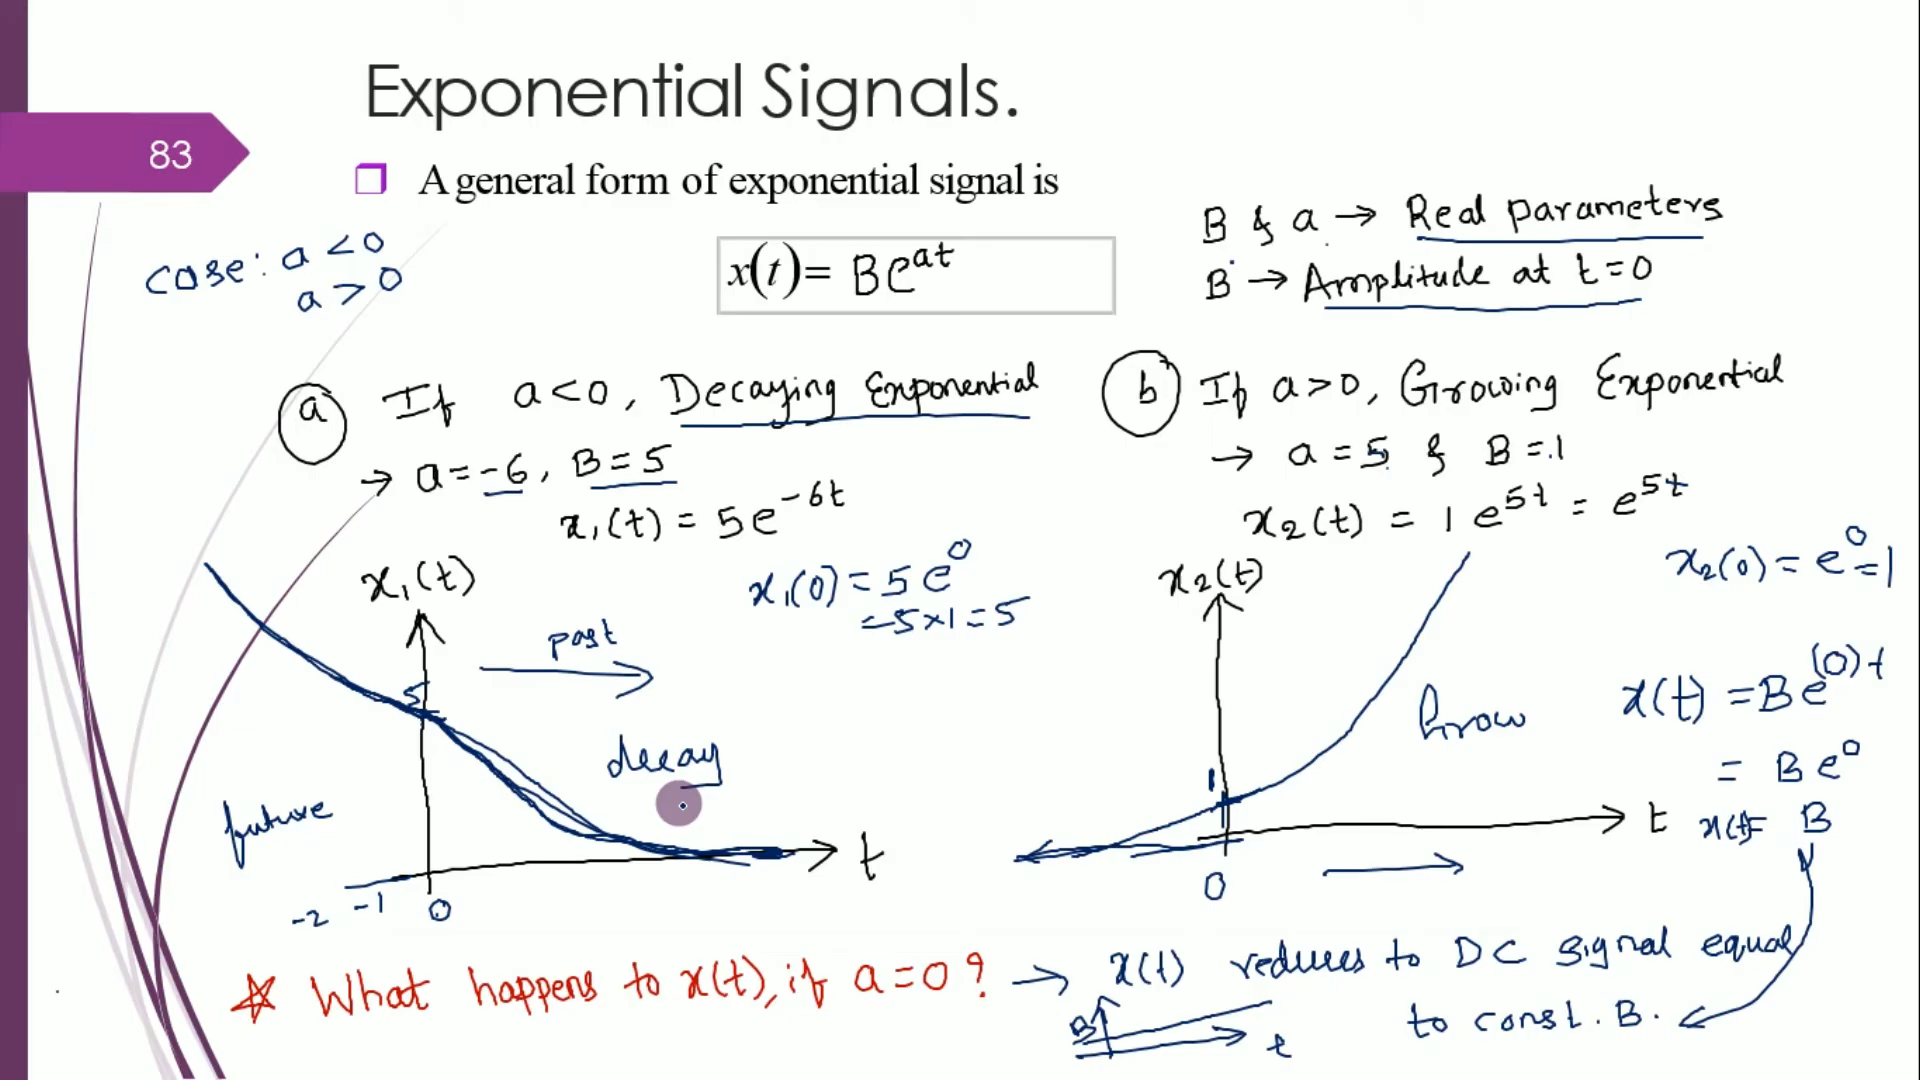 Exponential Signals.
83
A general form of exponential signal is
x(t)= Be^at
B & a → Real parameters
B → Amplitude at t=0
case: a<0
a>0
a If a<0, Decaying Exponential
→ a=-6, B=5
x₁(t) = 5e^-6t
x₁(t)
x₁(0) = 5e^0
=5×1=5
past
5
decay
future
t
-2 -1 0
b If a>0, Growing Exponential
→ a=5 & B=1
x₂(t) = 1e^5t = e^5t
x₂(t)
x₂(0) = e^0 =1
Grow
1
t
0
x(t) = Be^(0)t
= Be^0
x(t)= B
What happens to x(t), if a=0? → x(t) reduces to DC signal equal
to const. B.
B
t